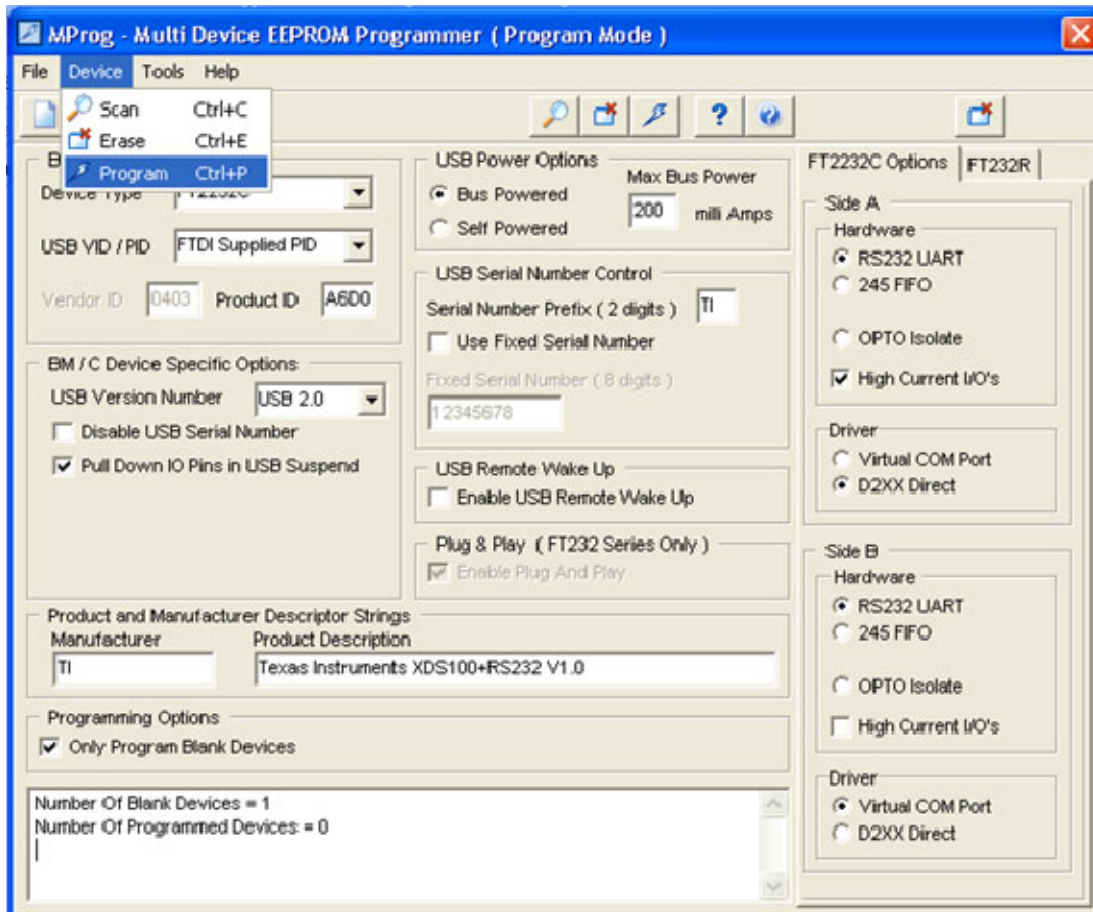 MProg - Multi Device EEPROM Programmer ( Program Mode )
File Device Tools Help
Scan Ctrl+C
Erase Ctrl+E
Program Ctrl+P
Device Type FT2232C
USB VID / PID FTDI Supplied PID
Vendor ID 0403 Product ID A6D0
BM / C Device Specific Options
USB Version Number USB 2.0
Disable USB Serial Number
Pull Down IO Pins in USB Suspend
USB Power Options
Max Bus Power
Bus Powered
200 milli Amps
Self Powered
USB Serial Number Control
Serial Number Prefix ( 2 digits ) TI
Use Fixed Serial Number
Fixed Serial Number ( 8 digits )
12345678
USB Remote Wake Up
Enable USB Remote Wake Up
Plug & Play ( FT232 Series Only )
Enable Plug And Play
Product and Manufacturer Descriptor Strings
Manufacturer Product Description
TI Texas Instruments XDS100+RS232 V1.0
Programming Options
Only Program Blank Devices
Number Of Blank Devices = 1
Number Of Programmed Devices = 0
FT2232C Options FT232R
Side A
Hardware
RS232 UART
245 FIFO
OPTO Isolate
High Current I/O's
Driver
Virtual COM Port
D2XX Direct
Side B
Hardware
RS232 UART
245 FIFO
OPTO Isolate
High Current I/O's
Driver
Virtual COM Port
D2XX Direct